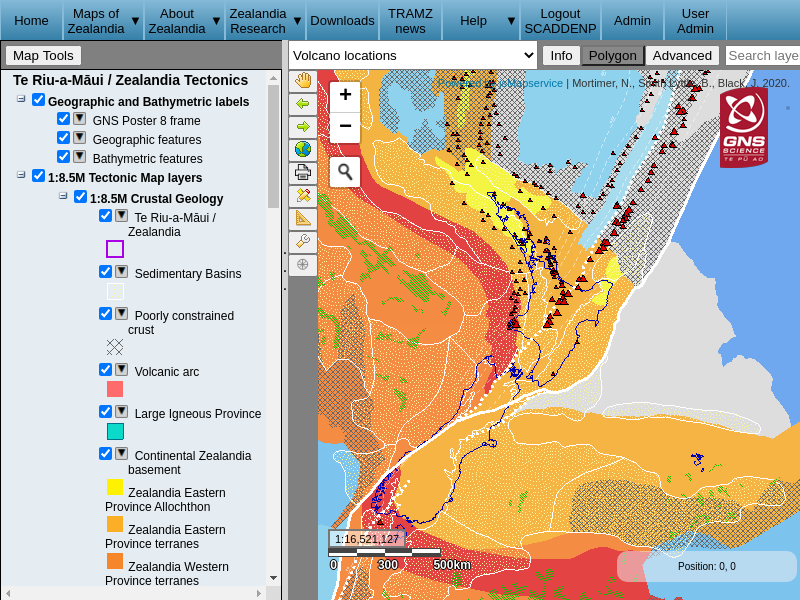 Home
Maps of Zealandia ▼
About Zealandia ▼
Zealandia Research ▼
Downloads
TRAMZ news
Help ▼
Logout SCADDENP
Admin
User Admin
Map Tools
Volcano locations
Info
Polygon
Advanced
Search laye
Te Riu-a-Māui / Zealandia Tectonics
Geographic and Bathymetric labels
GNS Poster 8 frame
Geographic features
Bathymetric features
1:8.5M Tectonic Map layers
1:8.5M Crustal Geology
Te Riu-a-Māui /
Zealandia
Sedimentary Basins
Poorly constrained
crust
Volcanic arc
Large Igneous Province
Continental Zealandia
basement
Zealandia Eastern
Province Allochthon
Zealandia Eastern
Province terranes
Zealandia Western
Province terranes
+
−
mapservice | Mortimer, N., Smith Lyttle, B., Black, J., 2020.
GNS
SCIENCE
TE PŪ AO
1:16,521,127
0 300 500km
Position: 0, 0